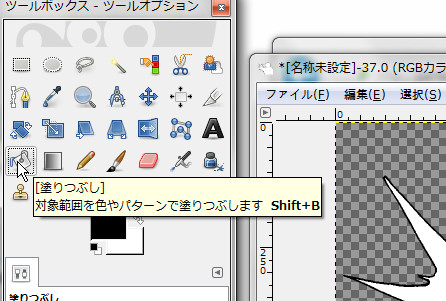 ツールボックス - ツールオプション
*[名称未設定]-37.0 (RGBカラ
ファイル(F) 編集(E) 選択(S)
0
0
[塗りつぶし]
対象範囲を色やパターンで塗りつぶします Shift+B
250
塗りつぶし